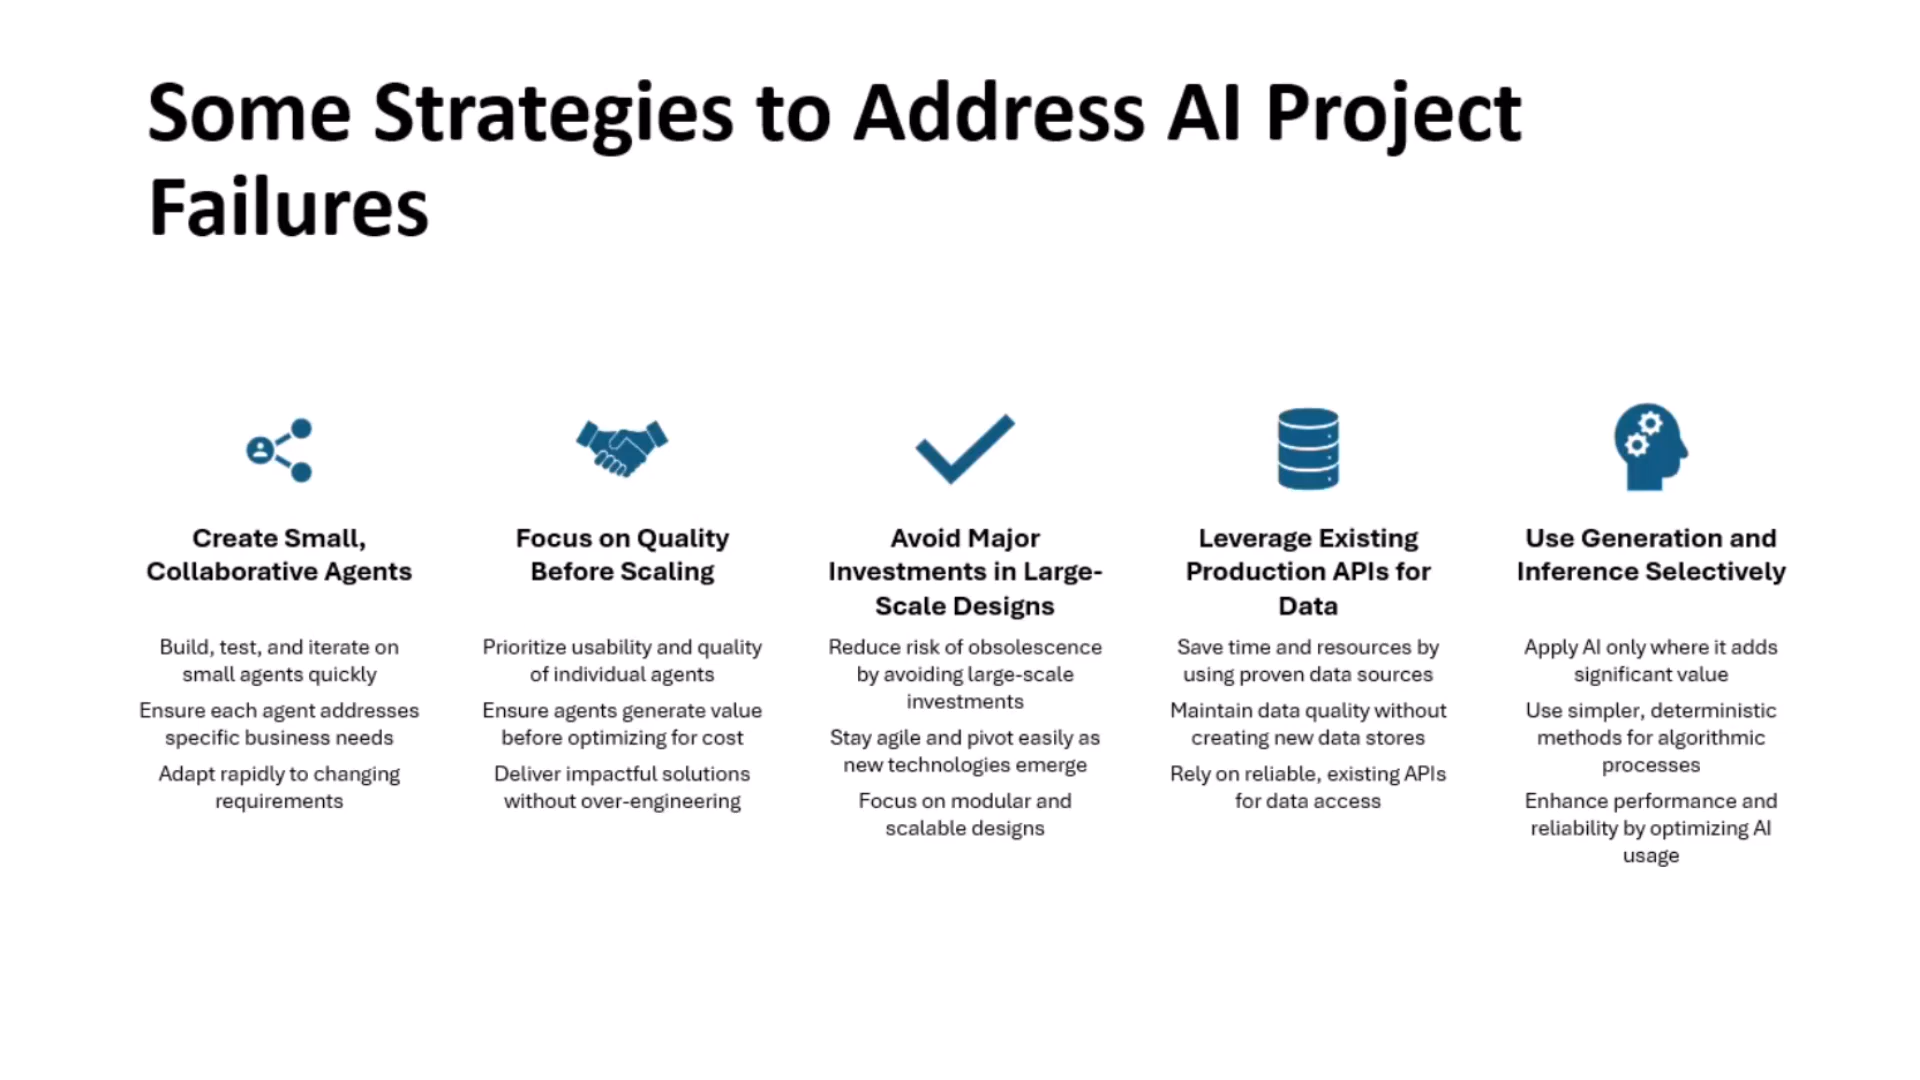 Some Strategies to Address AI Project
Failures
Create Small,
Collaborative Agents
Build, test, and iterate on
small agents quickly
Ensure each agent addresses
specific business needs
Adapt rapidly to changing
requirements
Focus on Quality
Before Scaling
Prioritize usability and quality
of individual agents
Ensure agents generate value
before optimizing for cost
Deliver impactful solutions
without over-engineering
Avoid Major
Investments in Large-
Scale Designs
Reduce risk of obsolescence
by avoiding large-scale
investments
Stay agile and pivot easily as
new technologies emerge
Focus on modular and
scalable designs
Leverage Existing
Production APIs for
Data
Save time and resources by
using proven data sources
Maintain data quality without
creating new data stores
Rely on reliable, existing APIs
for data access
Use Generation and
Inference Selectively
Apply AI only where it adds
significant value
Use simpler, deterministic
methods for algorithmic
processes
Enhance performance and
reliability by optimizing AI
usage